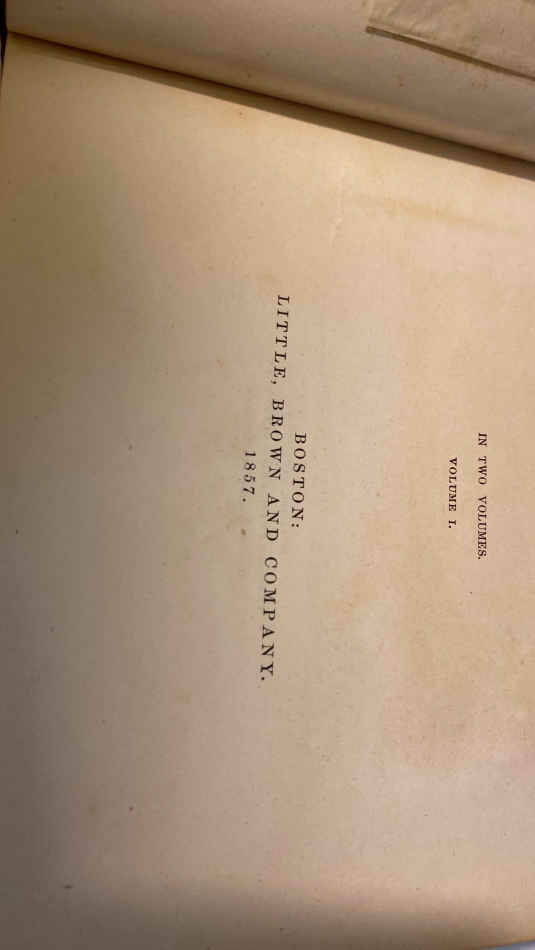 IN TWO VOLUMES.
VOLUME I.
BOSTON:
LITTLE, BROWN AND COMPANY.
1857.